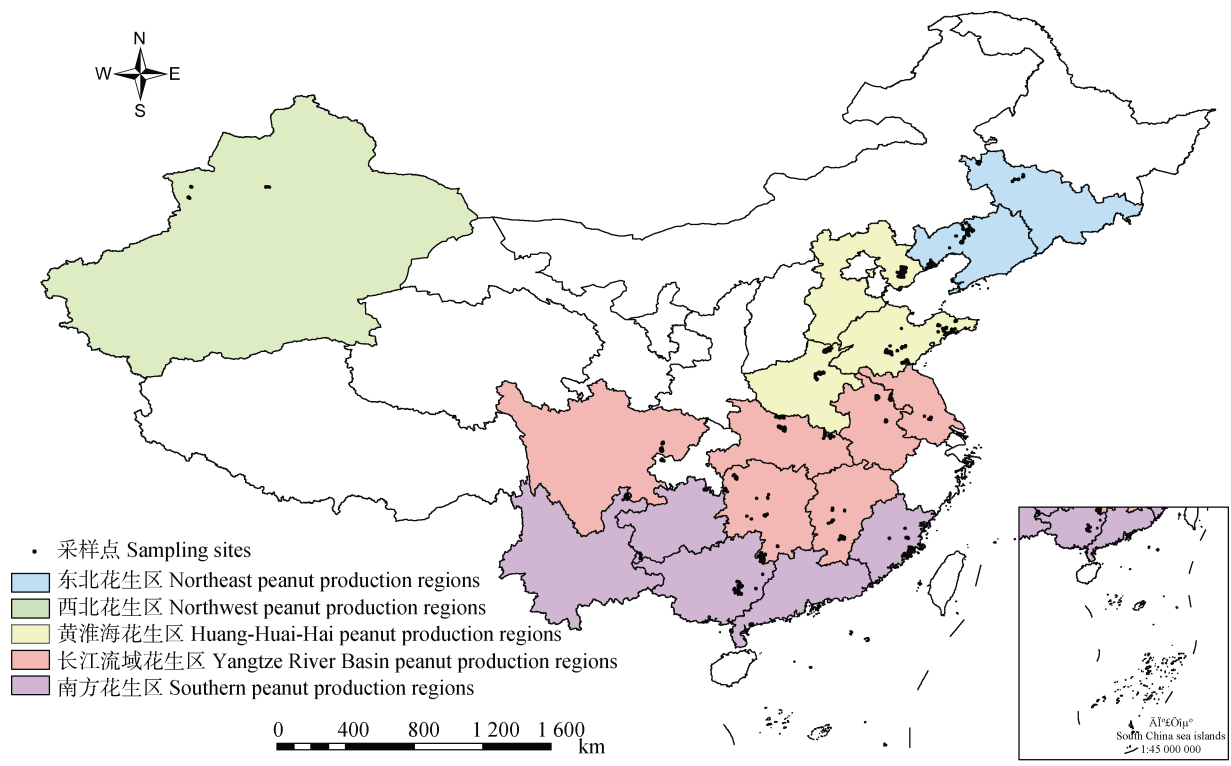 N
W E
S
采样点 Sampling sites
东北花生区 Northeast peanut production regions
西北花生区 Northwest peanut production regions
黄淮海花生区 Huang-Huai-Hai peanut production regions
长江流域花生区 Yangtze River Basin peanut production regions
南方花生区 Southern peanut production regions
0 400 800 1 200 1 600
km
ÄÏº£Öîµº
South China sea islands
1:45 000 000